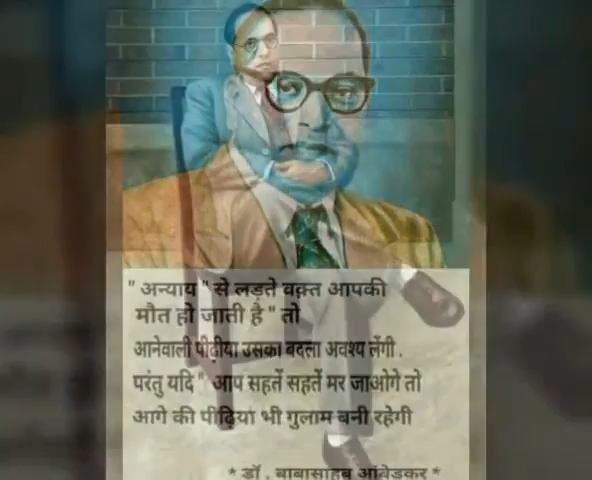 " अन्याय " से लड़ते वक़्त आपकी
मौत हो जाती है " तो
आनेवाली पीढ़ीया उसका बदला अवश्य लेंगी .
परंतु यदि " आप सहतें सहतें मर जाओगे तो
आगे की पीढ़िया भी गुलाम बनी रहेगी
* डॉ . बाबासाहब आंबेडकर *